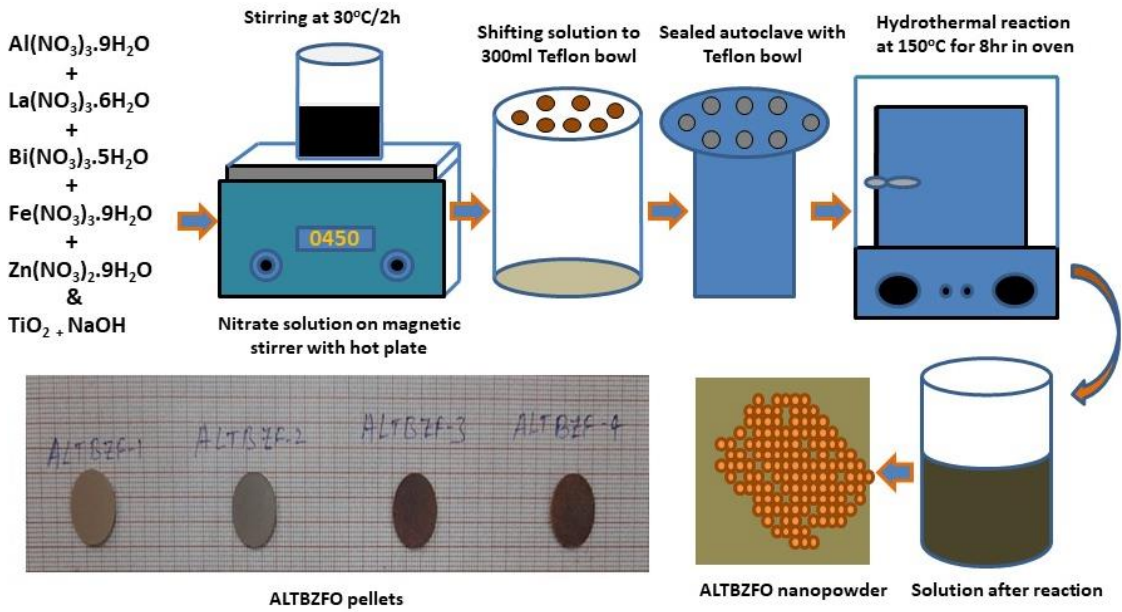 Al(NO₃)₃.9H₂O
+
La(NO₃)₃.6H₂O
+
Bi(NO₃)₃.5H₂O
+
Fe(NO₃)₃.9H₂O
+
Zn(NO₃)₂.9H₂O
&
TiO₂ + NaOH
Stirring at 30°C/2h
0450
Nitrate solution on magnetic
stirrer with hot plate
Shifting solution to
300ml Teflon bowl
Sealed autoclave with
Teflon bowl
Hydrothermal reaction
at 150°C for 8hr in oven
ALTBZF-1
ALTBZF-2
ALTBZF-3
ALTBZF-4
ALTBZFO pellets
ALTBZFO nanopowder
Solution after reaction